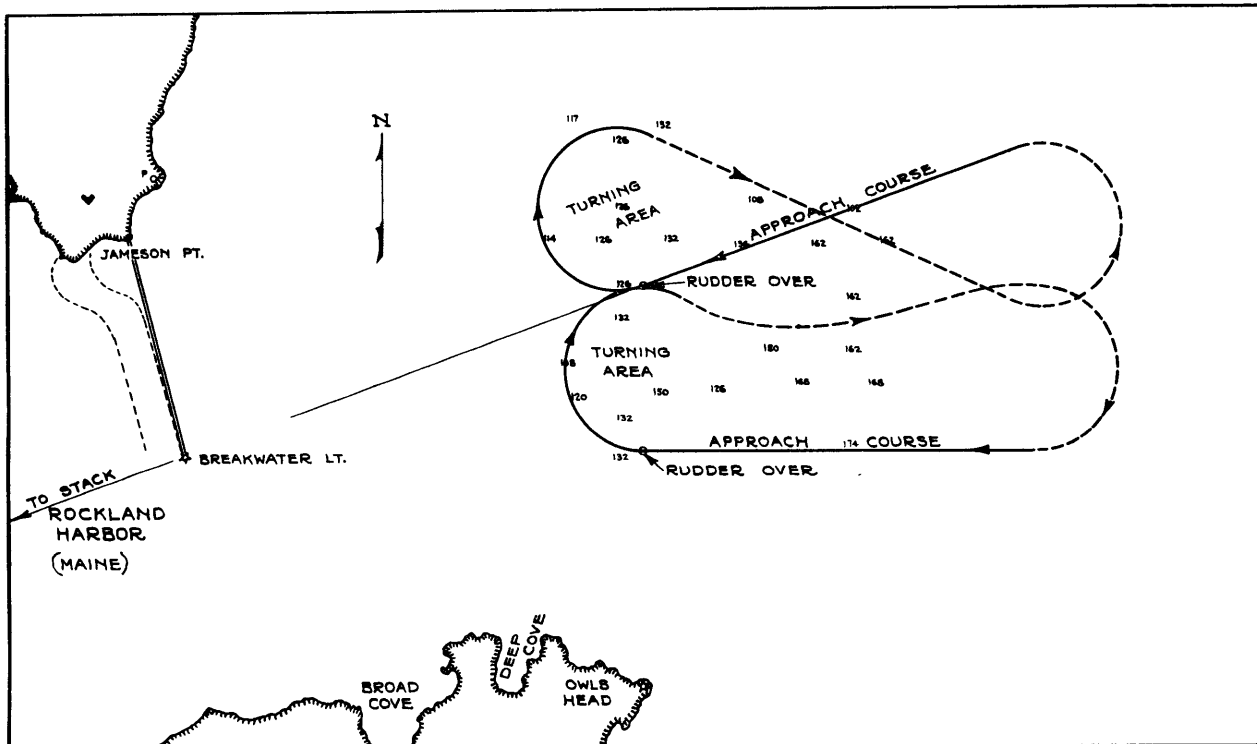 N
117
132
126
P
TURNING
AREA
APPROACH COURSE
108
114
126
132
162
162
JAMESON PT.
126
RUDDER OVER
132
162
TURNING
AREA
180
162
120
150
126
168
168
132
BREAKWATER LT.
132
APPROACH 174 COURSE
RUDDER OVER
TO STACK
ROCKLAND
HARBOR
(MAINE)
DEEP
COVE
BROAD
COVE
OWLS
HEAD